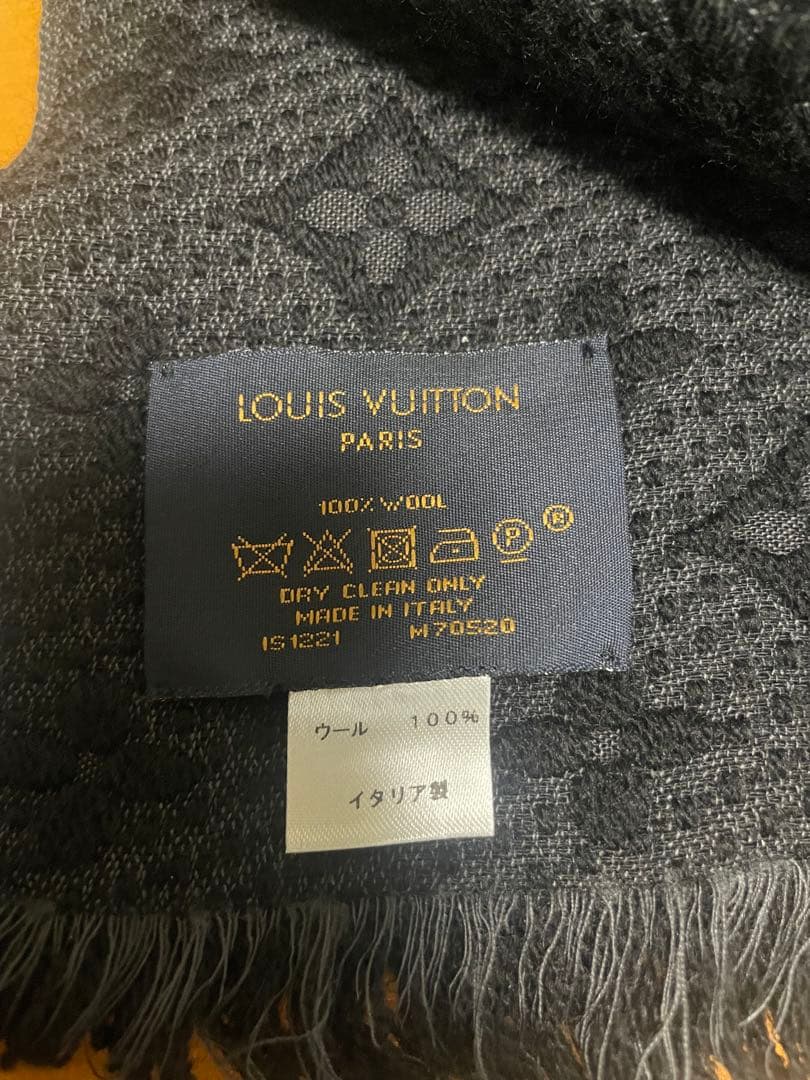 LOUIS VUITTON
PARIS
100% WOOL
P ®
DRY CLEAN ONLY
MADE IN ITALY
IS1221 M70520
ウール 100%
イタリア製